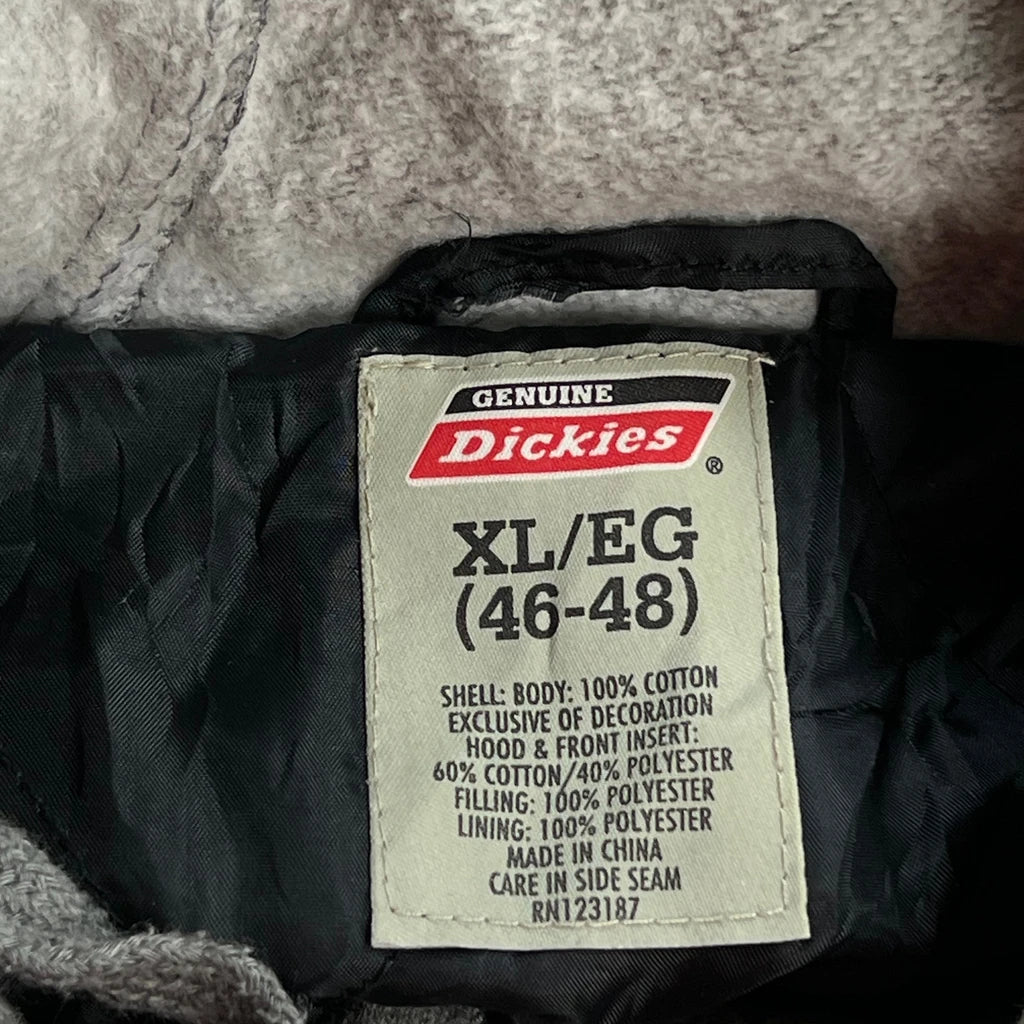 GENUINE
Dickies
®
XL/EG
(46-48)
SHELL: BODY: 100% COTTON
EXCLUSIVE OF DECORATION
HOOD & FRONT INSERT:
60% COTTON/40% POLYESTER
FILLING: 100% POLYESTER
LINING: 100% POLYESTER
MADE IN CHINA
CARE IN SIDE SEAM
RN123187